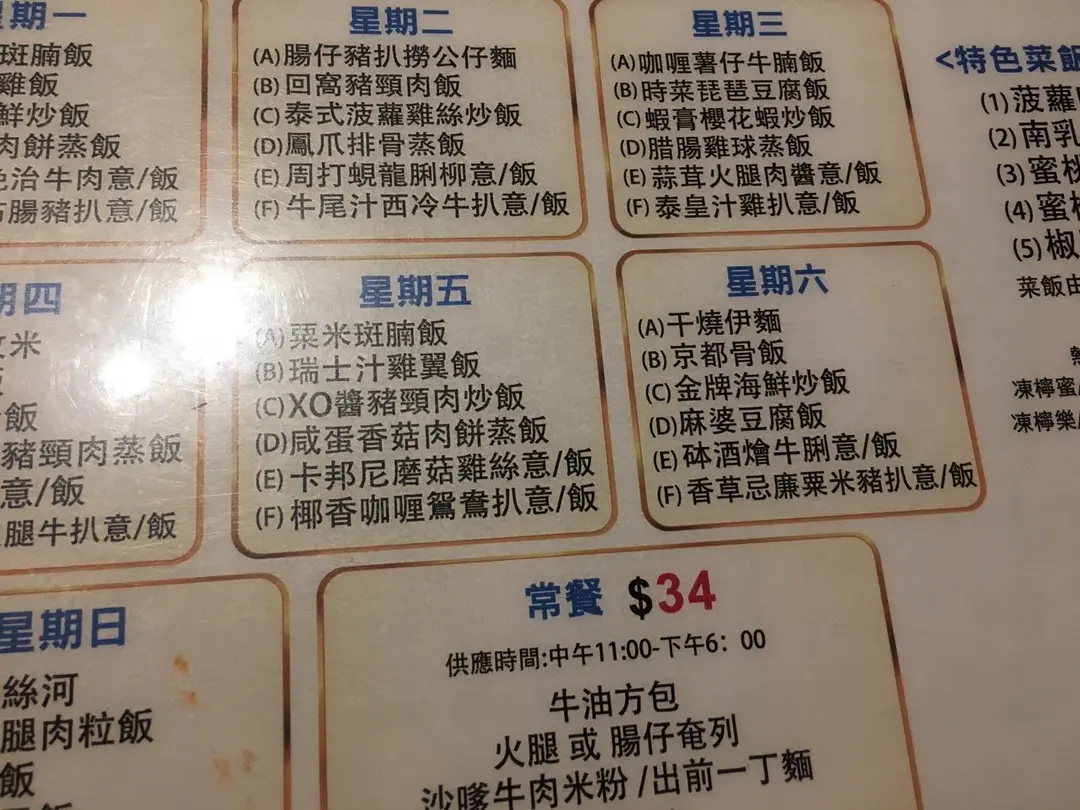 期一
斑腩飯
雞飯
鮮炒飯
肉餅蒸飯
免治牛肉意/飯
腸豬扒意/飯
星期二
(A)腸仔豬扒撈公仔麵
(B)回窩豬頸肉飯
(C)泰式菠蘿雞絲炒飯
(D)鳳爪排骨蒸飯
(E)周打蜆龍脷柳意/飯
(F)牛尾汁西冷牛扒意/飯
星期三
(A)咖喱薯仔牛腩飯
(B)時菜琵琶豆腐飯
(C)蝦膏櫻花蝦炒飯
(D)腊腸雞球蒸飯
(E)蒜茸火腿肉醬意/飯
(F)泰皇汁雞扒意/飯
<特色菜飯
(1)菠蘿
(2)南乳
(3)蜜桃
(4)蜜
(5)椒
菜飯由
凍檸蜜
凍檸樂
期四
米
飯
飯
豬頸肉蒸飯
意/飯
腿牛扒意/飯
星期五
(A)粟米斑腩飯
(B)瑞士汁雞翼飯
(C)XO醬豬頸肉炒飯
(D)咸蛋香菇肉餅蒸飯
(E)卡邦尼磨菇雞絲意/飯
(F)椰香咖喱鴛鴦扒意/飯
星期六
(A)干燒伊麵
(B)京都骨飯
(C)金牌海鮮炒飯
(D)麻婆豆腐飯
(E)砵酒燴牛脷意/飯
(F)香草忌廉粟米豬扒意/飯
星期日
絲河
腿肉粒飯
飯
常餐 $34
供應時間:中午11:00-下午6：00
牛油方包
火腿 或 腸仔奄列
沙嗲牛肉米粉 /出前一丁麵